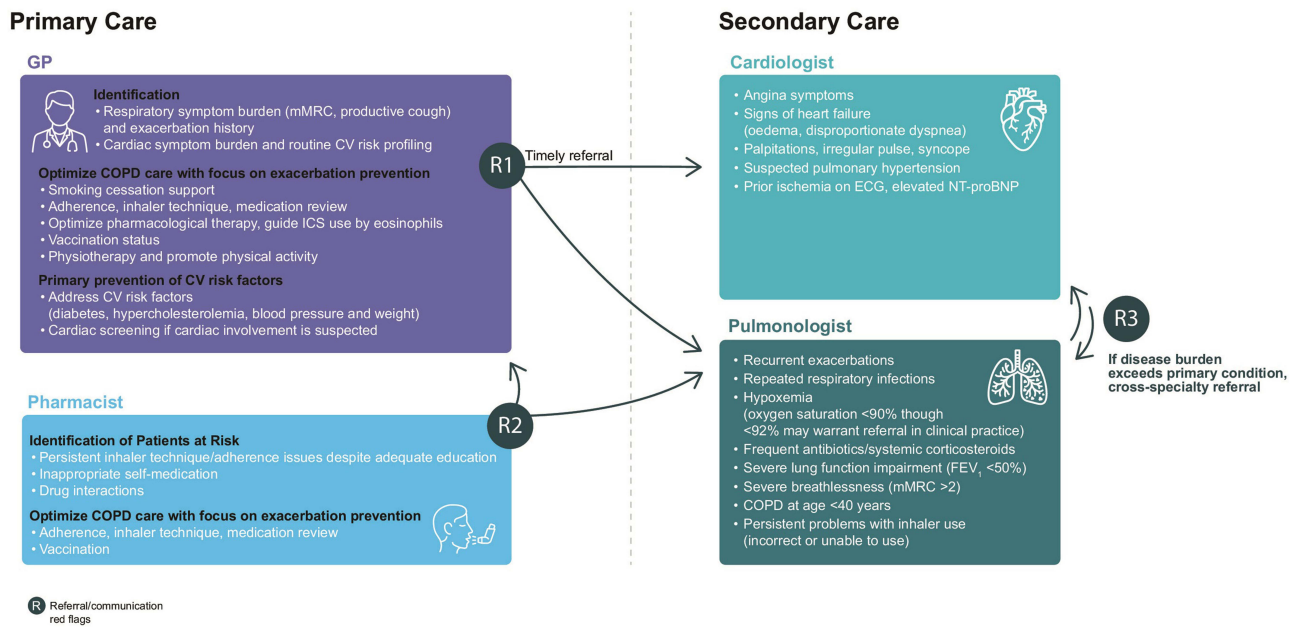 Primary Care
GP
Identification
• Respiratory symptom burden (mMRC, productive cough)
and exacerbation history
• Cardiac symptom burden and routine CV risk profiling
Optimize COPD care with focus on exacerbation prevention
• Smoking cessation support
• Adherence, inhaler technique, medication review
• Optimize pharmacological therapy, guide ICS use by eosinophils
• Vaccination status
• Physiotherapy and promote physical activity
Primary prevention of CV risk factors
• Address CV risk factors
(diabetes, hypercholesterolemia, blood pressure and weight)
• Cardiac screening if cardiac involvement is suspected
R1
Timely referral
Pharmacist
R2
Identification of Patients at Risk
• Persistent inhaler technique/adherence issues despite adequate education
• Inappropriate self-medication
• Drug interactions
Optimize COPD care with focus on exacerbation prevention
• Adherence, inhaler technique, medication review
• Vaccination
Secondary Care
Cardiologist
• Angina symptoms
• Signs of heart failure
(oedema, disproportionate dyspnea)
• Palpitations, irregular pulse, syncope
• Suspected pulmonary hypertension
• Prior ischemia on ECG, elevated NT-proBNP
Pulmonologist
• Recurrent exacerbations
• Repeated respiratory infections
• Hypoxemia
(oxygen saturation <90% though
<92% may warrant referral in clinical practice)
• Frequent antibiotics/systemic corticosteroids
• Severe lung function impairment (FEV₁ <50%)
• Severe breathlessness (mMRC >2)
• COPD at age <40 years
• Persistent problems with inhaler use
(incorrect or unable to use)
R3
If disease burden
exceeds primary condition,
cross-specialty referral
R Referral/communication
red flags